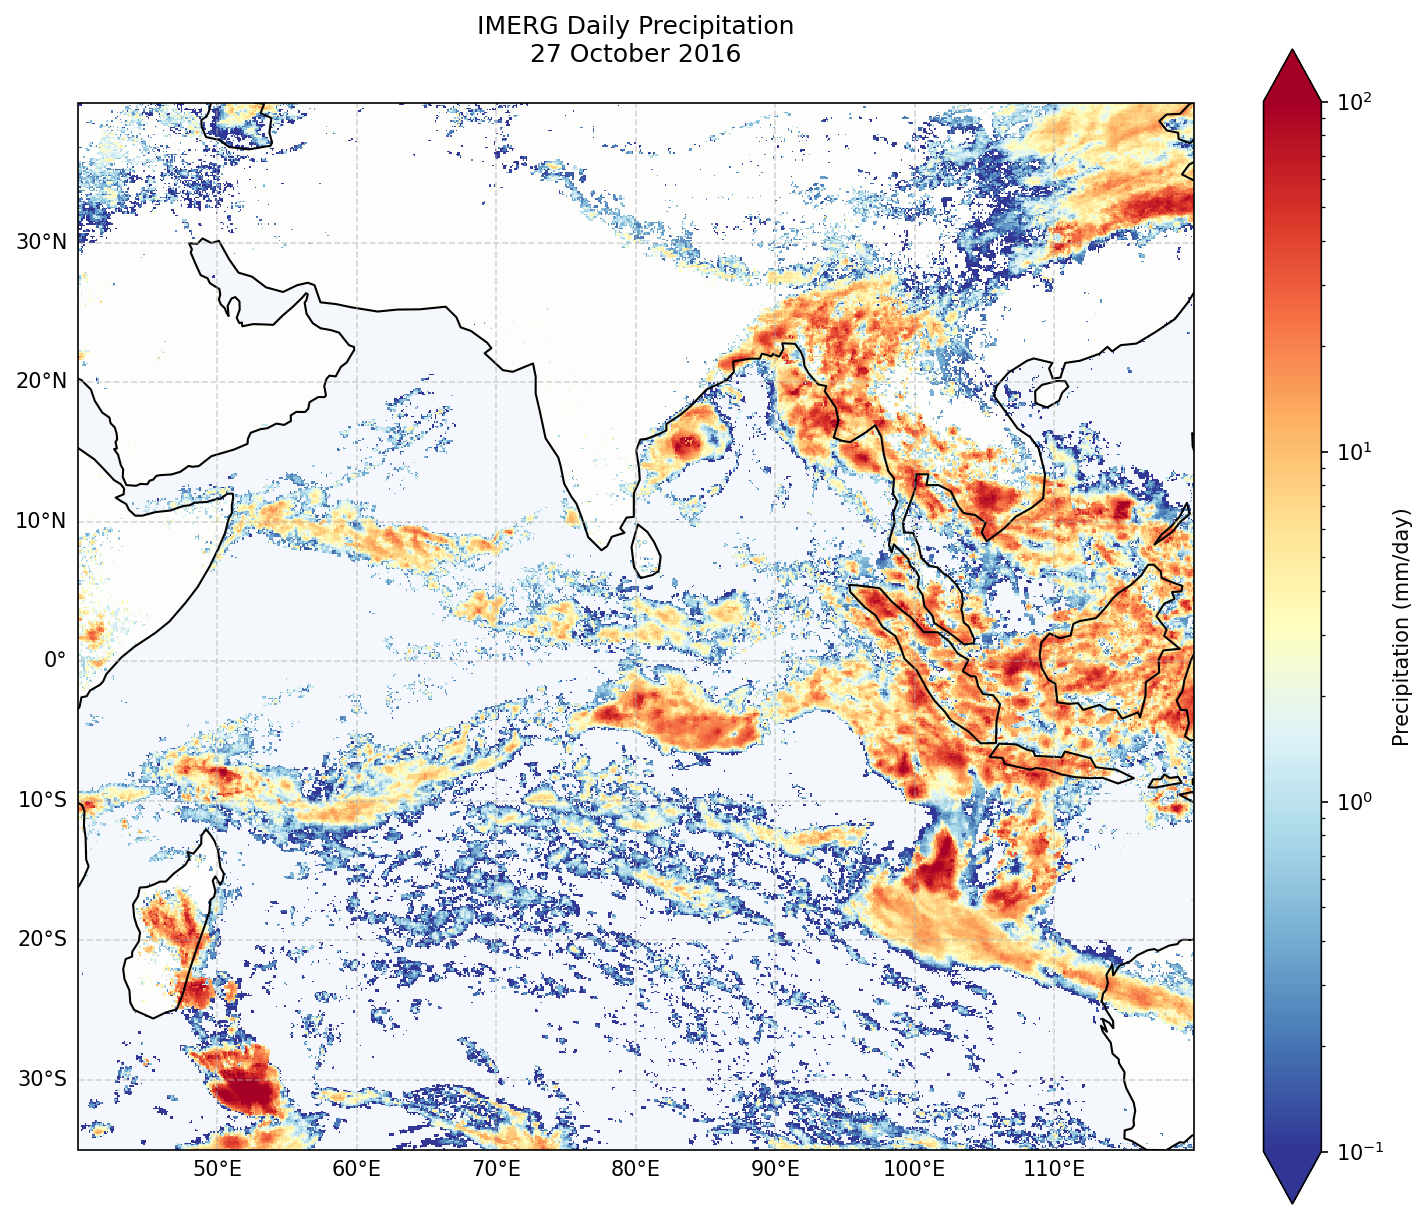 IMERG Daily Precipitation
27 October 2016
30°N
20°N
10°N
0°
10°S
20°S
30°S
50°E
60°E
70°E
80°E
90°E
100°E
110°E
10²
10¹
10⁰
10⁻¹
Precipitation (mm/day)